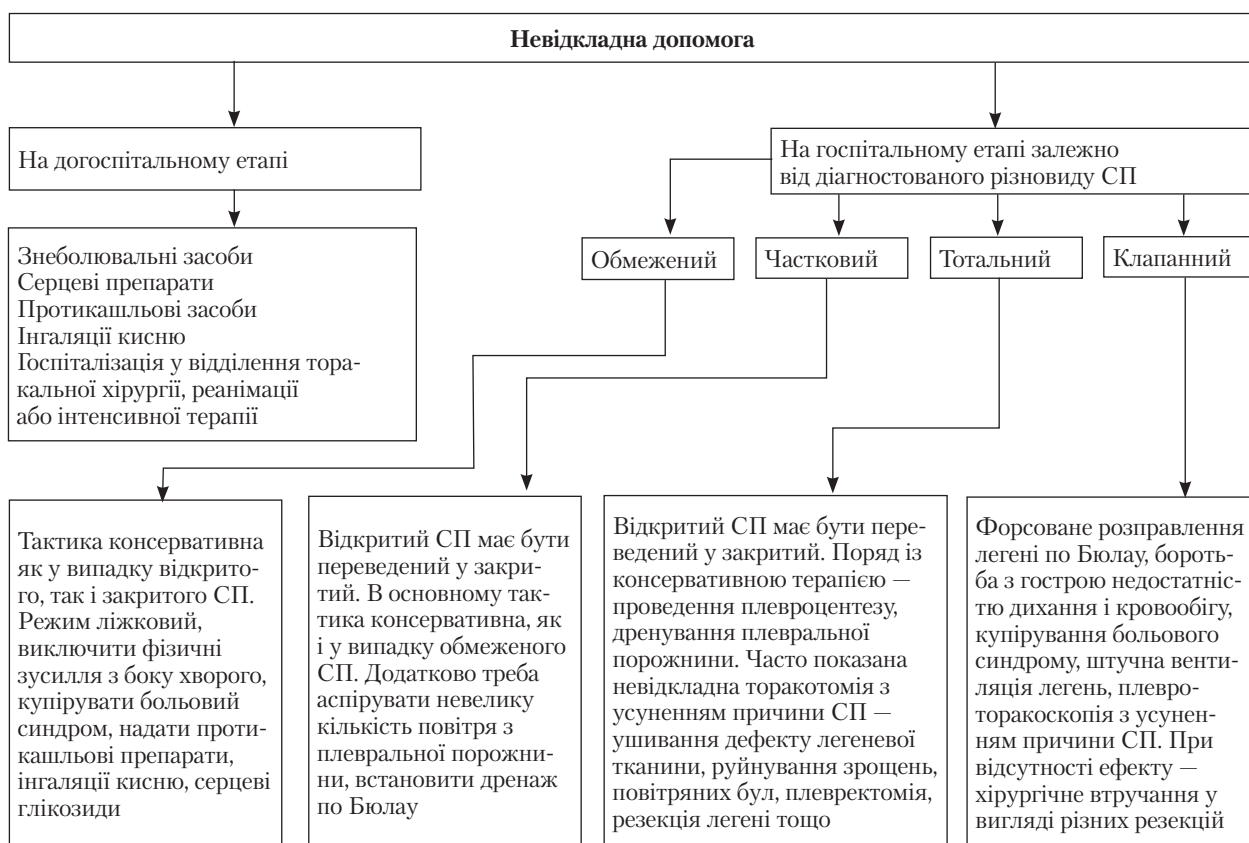 Невідкладна допомога
На догоспітальному етапі
На госпітальному етапі залежно
від діагностованого різновиду СП
Знеболювальні засоби
Серцеві препарати
Протикашльові засоби
Інгаляції кисню
Госпіталізація у відділення тора-
кальної хірургії, реанімації
або інтенсивної терапії
Обмежений
Частковий
Тотальний
Клапанний
Тактика консервативна
як у випадку відкрито-
го, так і закритого СП.
Режим ліжковий,
виключити фізичні
зусилля з боку хворого,
купірувати больовий
синдром, надати проти-
кашльові препарати,
інгаляції кисню, серцеві
глікозиди
Відкритий СП має бути
переведений у закри-
тий. В основному так-
тика консервативна, як
і у випадку обмеженого
СП. Додатково треба
аспірувати невелику
кількість повітря з
плевральної порожни-
ни, встановити дренаж
по Бюлау
Відкритий СП має бути пере-
ведений у закритий. Поряд із
консервативною терапією —
проведення плевроцентезу,
дренування плевральної
порожнини. Часто показана
невідкладна торакотомія з
усуненням причини СП —
ушивання дефекту легеневої
тканини, руйнування зрощень,
повітряних бул, плевректомія,
резекція легені тощо
Форсоване розправлення
легені по Бюлау, бороть-
ба з гострою недостатніс-
тю дихання і кровообігу,
купірування больового
синдрому, штучна венти-
ляція легень, плевро-
торакоскопія з усунен-
ням причини СП. При
відсутності ефекту —
хірургічне втручання у
вигляді різних резекцій